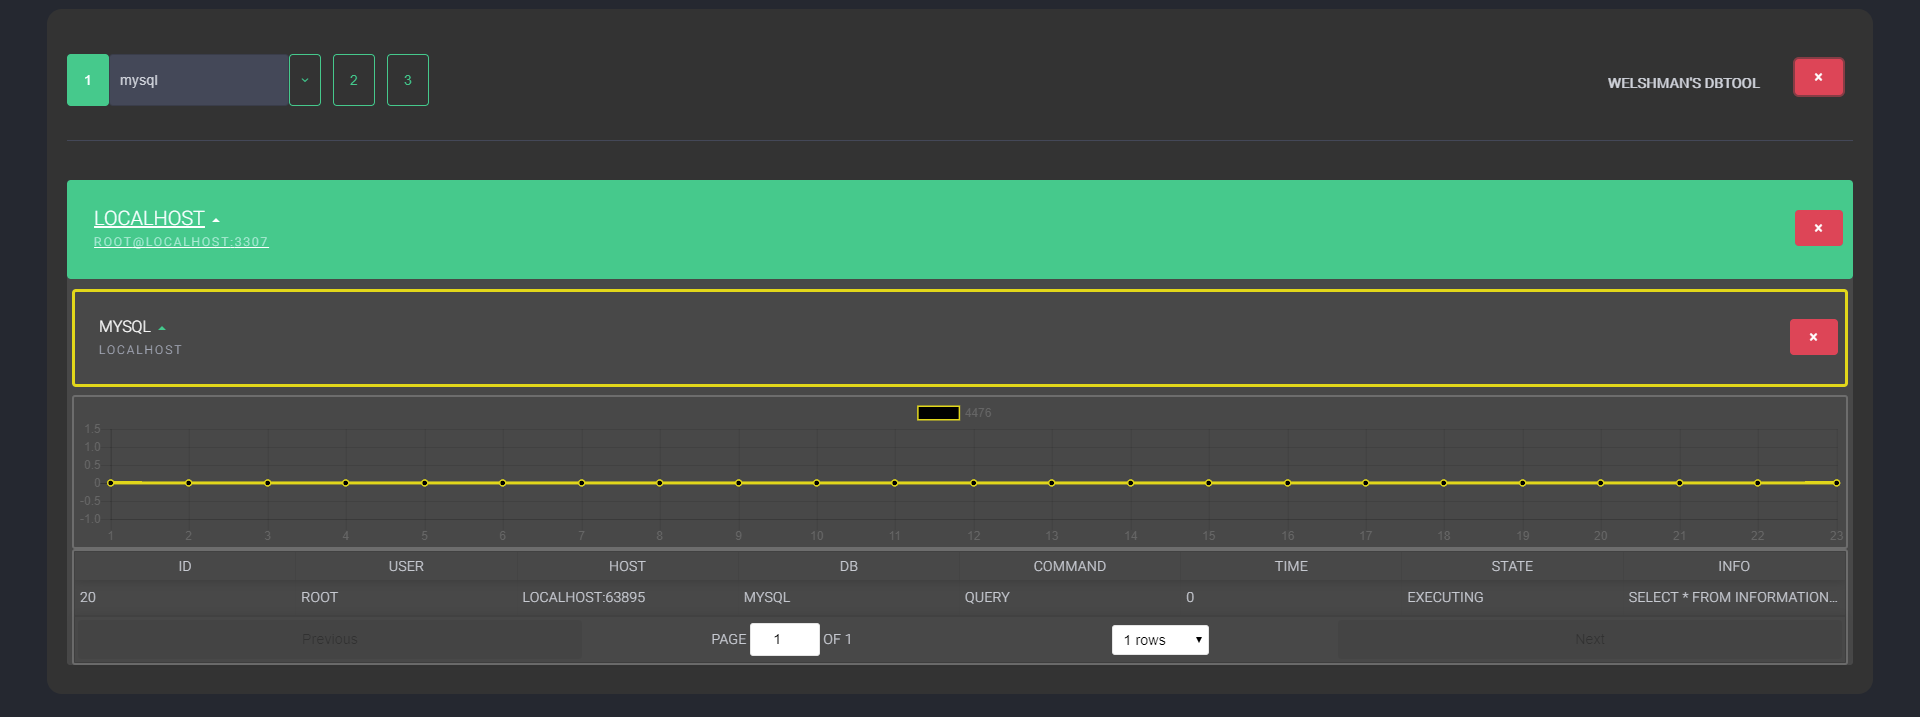 1 mysql 2 3 WELSHMAN'S DBTOOL ×
LOCALHOST
ROOT@LOCALHOST:3307 ×
MYSQL
LOCALHOST ×
4476
1.5
1.0
0.5
0
-0.5
-1.0
1 2 3 4 5 6 7 8 9 10 11 12 13 14 15 16 17 18 19 20 21 22 23
ID USER HOST DB COMMAND TIME STATE INFO
20 ROOT LOCALHOST:63895 MYSQL QUERY 0 EXECUTING SELECT * FROM INFORMATION...
Previous PAGE 1 OF 1 1 rows Next